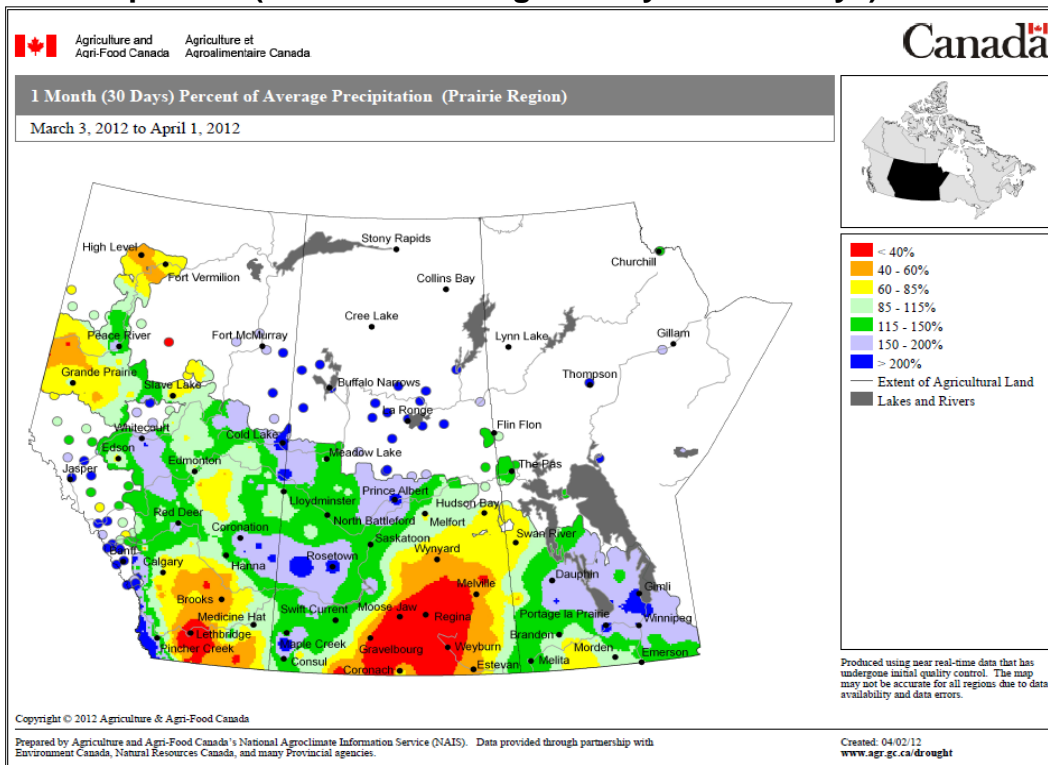 Agriculture and Agriculture et
Agri-Food Canada Agroalimentaire Canada
Canada
1 Month (30 Days) Percent of Average Precipitation (Prairie Region)
March 3, 2012 to April 1, 2012
High Level
Fort Vermilion
Stony Rapids
Churchill
Collins Bay
Peace River
Fort McMurray
Cree Lake
Lynn Lake
Gillam
Grande Prairie
Slave Lake
Buffalo Narrows
Thompson
La Ronge
Whitecourt
Cold Lake
Flin Flon
Edson
Jasper
Edmonton
Meadow Lake
The Pas
Lloydminster
Prince Albert
Hudson Bay
Red Deer
North Battleford
Melfort
Coronation
Saskatoon
Swan River
Banff
Calgary
Hanna
Rosetown
Wynyard
Dauphin
Brooks
Melville
Gimli
Medicine Hat
Swift Current
Moose Jaw
Regina
Portage la Prairie
Winnipeg
Lethbridge
Pincher Creek
Maple Creek
Gravelbourg
Weyburn
Brandon
Morden
Consul
Coronach
Estevan
Melita
Emerson
< 40%
40 - 60%
60 - 85%
85 - 115%
115 - 150%
150 - 200%
> 200%
Extent of Agricultural Land
Lakes and Rivers
Produced using near real-time data that has
undergone initial quality control. The map
may not be accurate for all regions due to data
availability and data errors.
Copyright © 2012 Agriculture & Agri-Food Canada
Prepared by Agriculture and Agri-Food Canada's National Agroclimate Information Service (NAIS). Data provided through partnership with
Environment Canada, Natural Resources Canada, and many Provincial agencies.
Created: 04/02/12
www.agr.gc.ca/drought